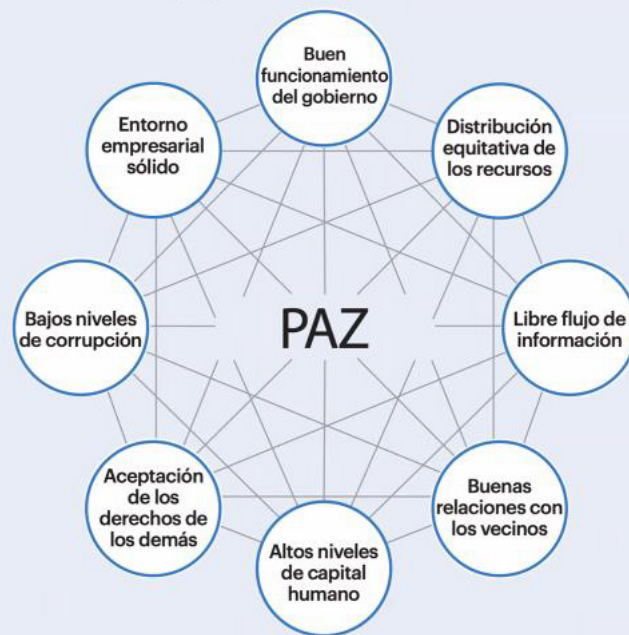 Buen
funcionamiento
del gobierno
Entorno
empresarial
sólido
Distribución
equitativa de
los recursos
Bajos niveles
de corrupción
PAZ
Libre flujo de
información
Aceptación
de los
derechos de
los demás
Buenas
relaciones con
los vecinos
Altos niveles
de capital
humano